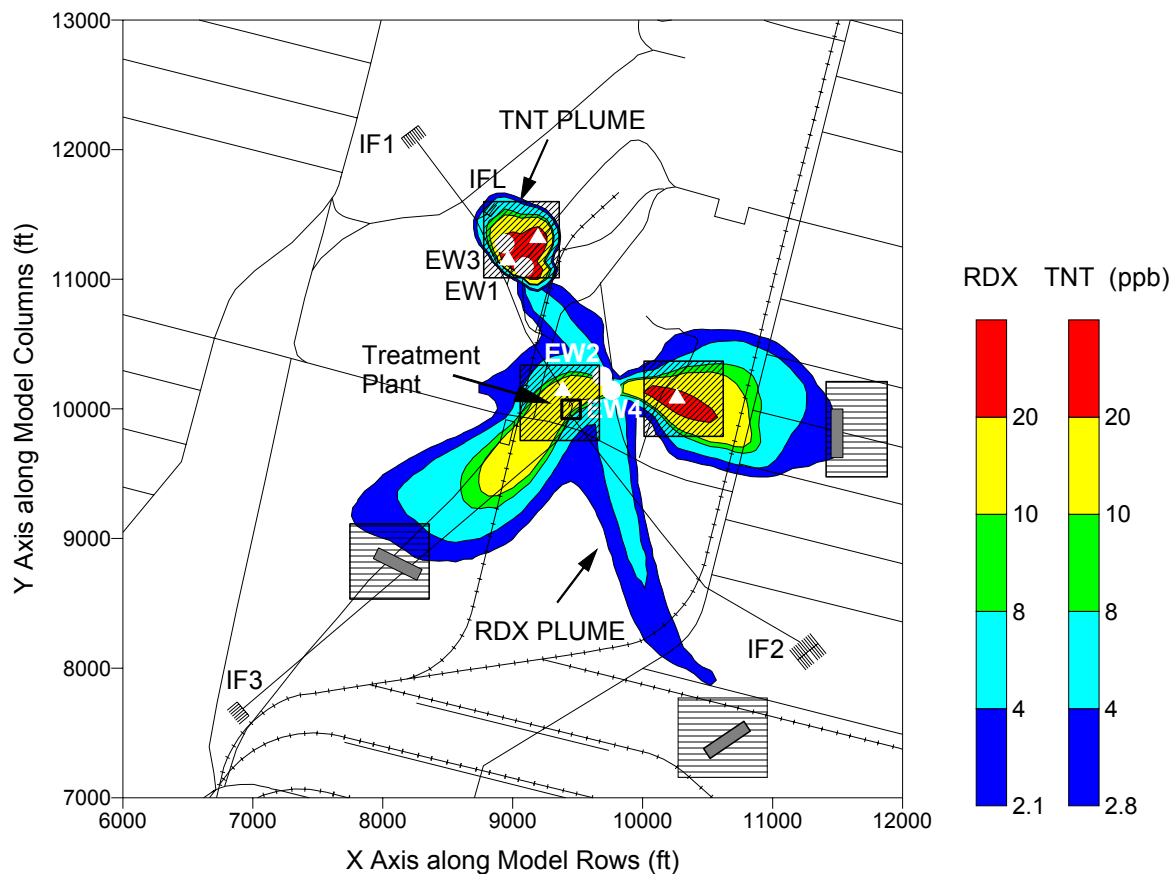 13000
12000
11000
10000
9000
8000
7000
Y Axis along Model Columns (ft)
6000
7000
8000
9000
10000
11000
12000
X Axis along Model Rows (ft)
TNT PLUME
IF1
IFL
EW3
EW1
Treatment
Plant
EW2
EW4
RDX PLUME
IF2
IF3
RDX TNT (ppb)
20 20
10 10
8 8
4 4
2.1 2.8